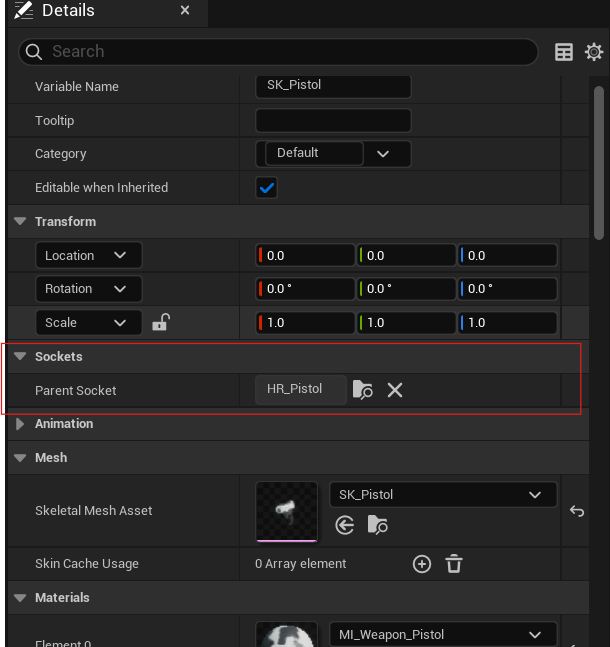 Details
Search
Variable Name SK_Pistol
Tooltip
Category Default
Editable when Inherited
Transform
Location 0.0 0.0 0.0
Rotation 0.0 ° 0.0 ° 0.0 °
Scale 1.0 1.0 1.0
Sockets
Parent Socket HR_Pistol
Animation
Mesh
Skeletal Mesh Asset SK_Pistol
Skin Cache Usage 0 Array element
Materials
Element 0 MI_Weapon_Pistol